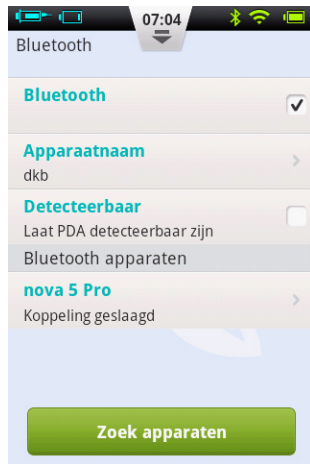 07:04
Bluetooth
Bluetooth
Apparaatnaam
dkb
Detecteerbaar
Laat PDA detecteerbaar zijn
Bluetooth apparaten
nova 5 Pro
Koppeling geslaagd
Zoek apparaten